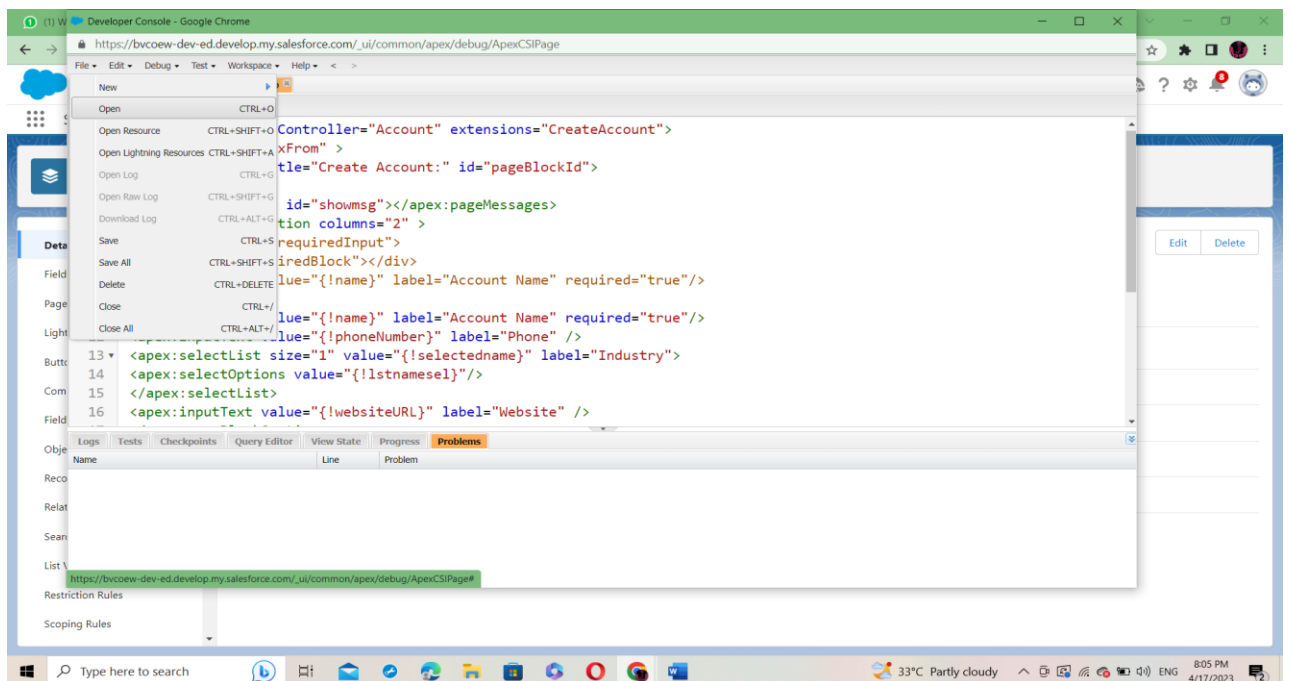 (1) W
Developer Console - Google Chrome
https://bvcoew-dev-ed.develop.my.salesforce.com/_ui/common/apex/debug/ApexCSIPage
File Edit Debug Test Workspace Help < >
New
Open CTRL+O
Open Resource CTRL+SHIFT+O
Open Lightning Resources CTRL+SHIFT+A
Open Log CTRL+G
Open Raw Log CTRL+SHIFT+G
Download Log CTRL+ALT+G
Save CTRL+S
Save All CTRL+SHIFT+S
Delete CTRL+DELETE
Close CTRL+/
Close All CTRL+ALT+/
Controller="Account" extensions="CreateAccount">
xFrom" >
tle="Create Account:" id="pageBlockId">
id="showmsg"></apex:pageMessages>
tion columns="2" >
requiredInput">
iredBlock"></div>
lue="{!name}" label="Account Name" required="true"/>
lue="{!name}" label="Account Name" required="true"/>
lue="{!phoneNumber}" label="Phone" />
13 <apex:selectList size="1" value="{!selectedname}" label="Industry">
14 <apex:selectOptions value="{!lstnamesel}"/>
15 </apex:selectList>
16 <apex:inputText value="{!websiteURL}" label="Website" />
Logs Tests Checkpoints Query Editor View State Progress Problems
Name Line Problem
https://bvcoew-dev-ed.develop.my.salesforce.com/_ui/common/apex/debug/ApexCSIPage#
8
Edit Delete
Deta
Field
Page
Light
Butto
Com
Field
Obje
Reco
Relat
Sear
List V
Restriction Rules
Scoping Rules
Type here to search
33°C Partly cloudy
ENG
8:05 PM
4/17/2023
2